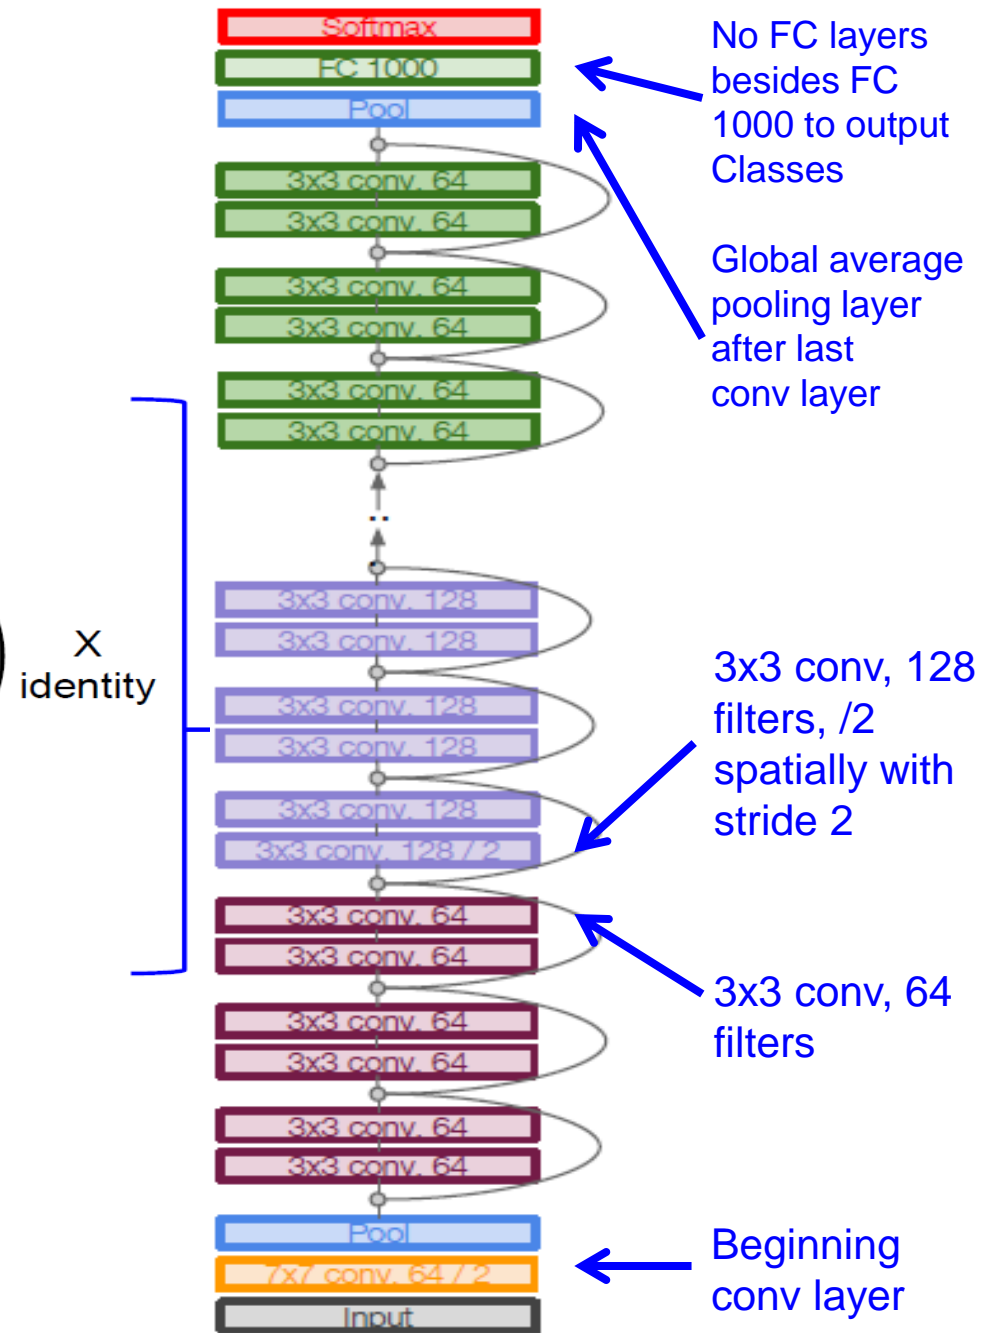 Softmax
FC 1000
Pool
3x3 conv, 64
3x3 conv, 64
3x3 conv, 64
3x3 conv, 64
3x3 conv, 64
3x3 conv, 64
..
3x3 conv, 128
3x3 conv, 128
3x3 conv, 128
3x3 conv, 128
3x3 conv, 128
3x3 conv, 128 / 2
3x3 conv, 64
3x3 conv, 64
3x3 conv, 64
3x3 conv, 64
3x3 conv, 64
3x3 conv, 64
Pool
7x7 conv, 64 / 2
Input
X
identity
No FC layers
besides FC
1000 to output
Classes
Global average
pooling layer
after last
conv layer
3x3 conv, 128
filters, /2
spatially with
stride 2
3x3 conv, 64
filters
Beginning
conv layer